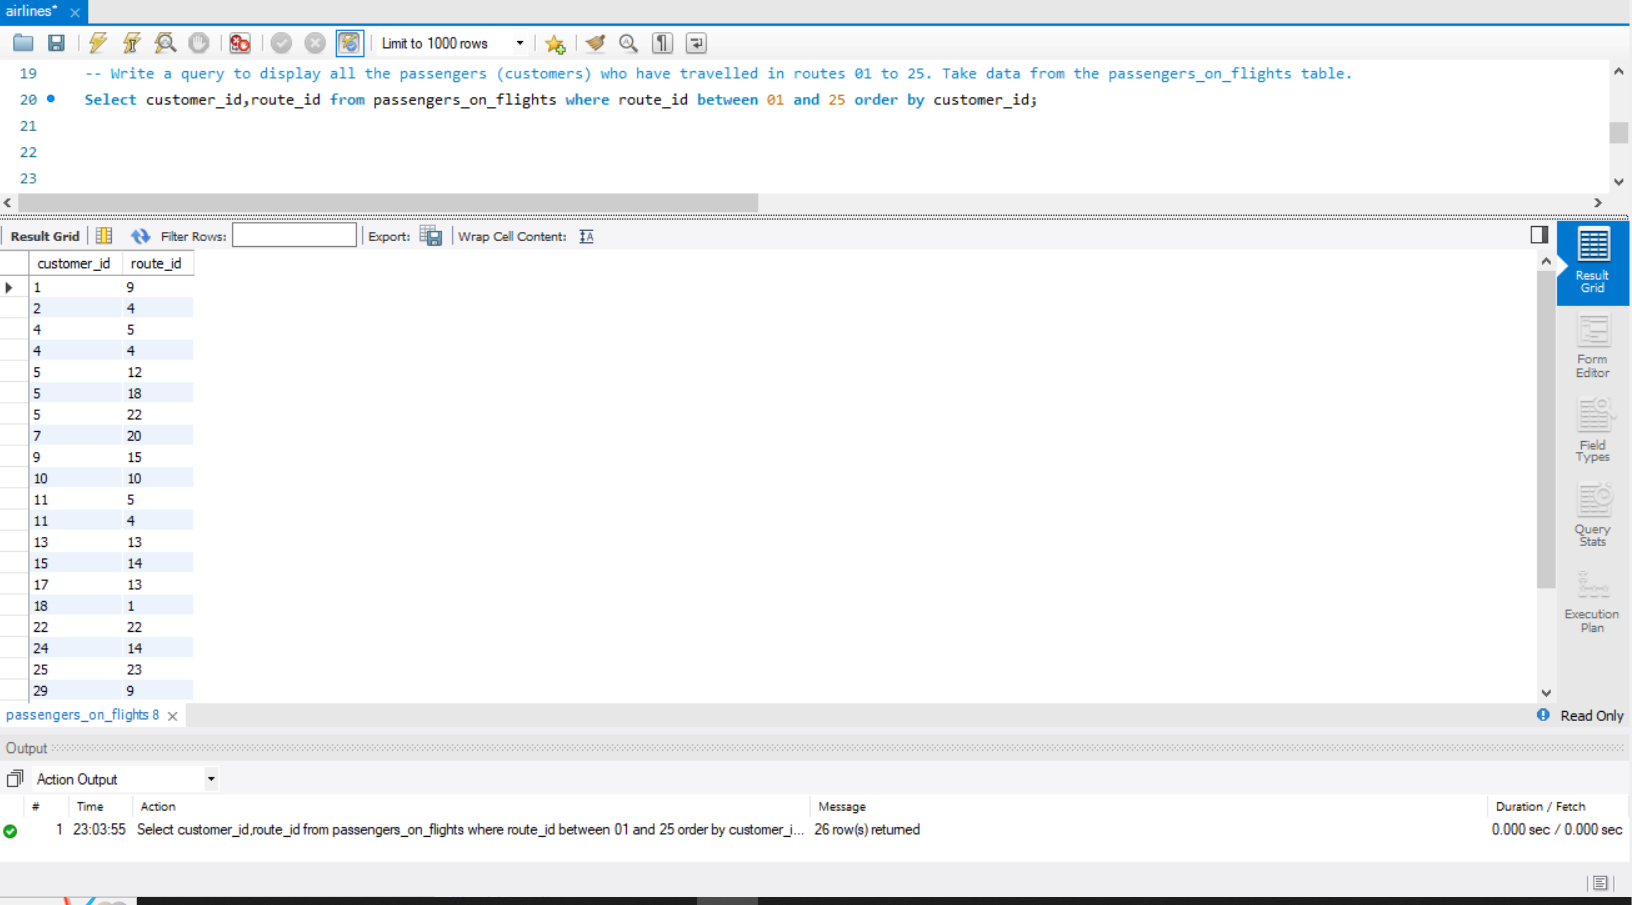 airlines*
Limit to 1000 rows
19 -- Write a query to display all the passengers (customers) who have travelled in routes 01 to 25. Take data from the passengers_on_flights table.
20 Select customer_id,route_id from passengers_on_flights where route_id between 01 and 25 order by customer_id;
21
22
23
Result Grid Filter Rows: Export: Wrap Cell Content:
customer_id route_id
1 9
2 4
4 5
4 4
5 12
5 18
5 22
7 20
9 15
10 10
11 5
11 4
13 13
15 14
17 13
18 1
22 22
24 14
25 23
29 9
Result
Grid
Form
Editor
Field
Types
Query
Stats
Execution
Plan
passengers_on_flights 8
Read Only
Output
Action Output
# Time Action Message Duration / Fetch
1 23:03:55 Select customer_id,route_id from passengers_on_flights where route_id between 01 and 25 order by customer_i... 26 row(s) returned 0.000 sec / 0.000 sec